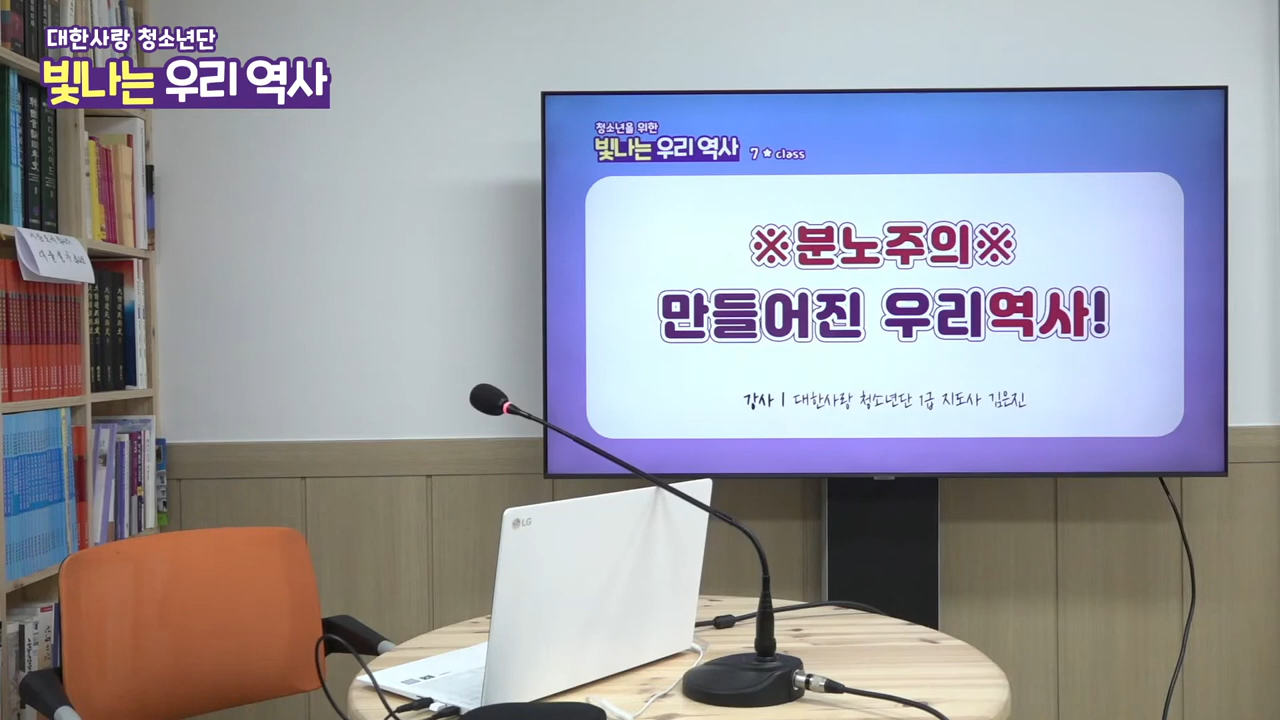 대한사랑 청소년단
빛나는 우리 역사
청소년을 위한
빛나는 우리 역사 7★class
※분노주의※
만들어진 우리역사!
강사 | 대한사랑 청소년단 1급 지도사 김은진
LG